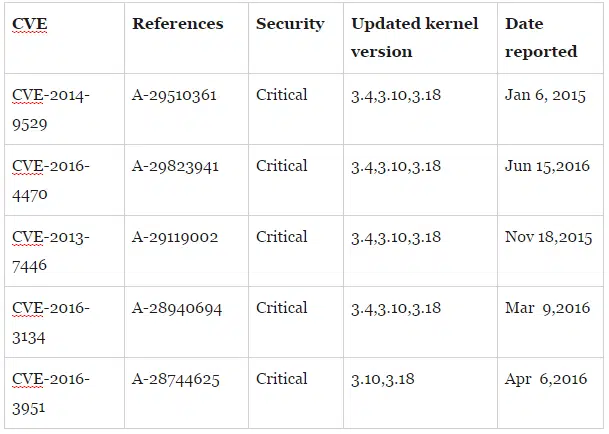 CVE References Security Updated kernel version Date reported
CVE-2014-9529 A-29510361 Critical 3.4,3.10,3.18 Jan 6, 2015
CVE-2016-4470 A-29823941 Critical 3.4,3.10,3.18 Jun 15,2016
CVE-2013-7446 A-29119002 Critical 3.4,3.10,3.18 Nov 18,2015
CVE-2016-3134 A-28940694 Critical 3.4,3.10,3.18 Mar 9,2016
CVE-2016-3951 A-28744625 Critical 3.10,3.18 Apr 6,2016